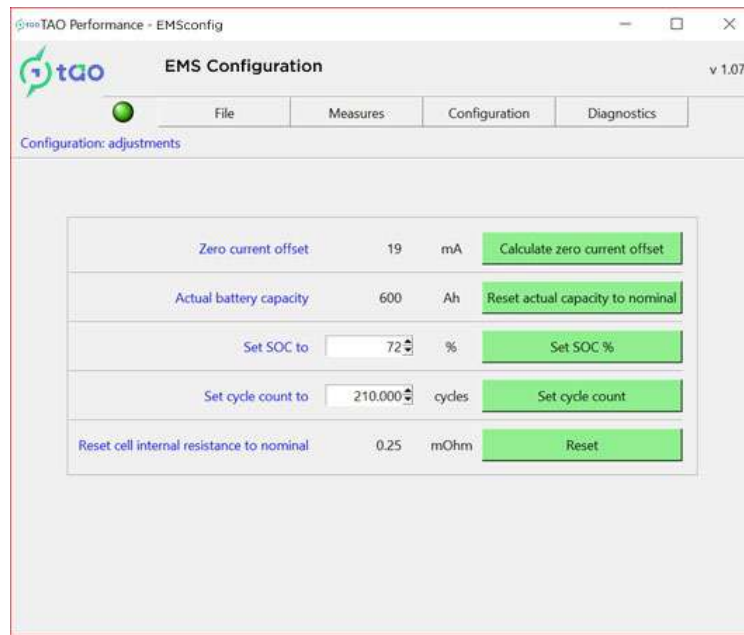 TAO Performance - EMSconfig
tao
EMS Configuration
v 1.07
File Measures Configuration Diagnostics
Configuration: adjustments
Zero current offset 19 mA Calculate zero current offset
Actual battery capacity 600 Ah Reset actual capacity to nominal
Set SOC to 72 % Set SOC %
Set cycle count to 210.000 cycles Set cycle count
Reset cell internal resistance to nominal 0.25 mOhm Reset